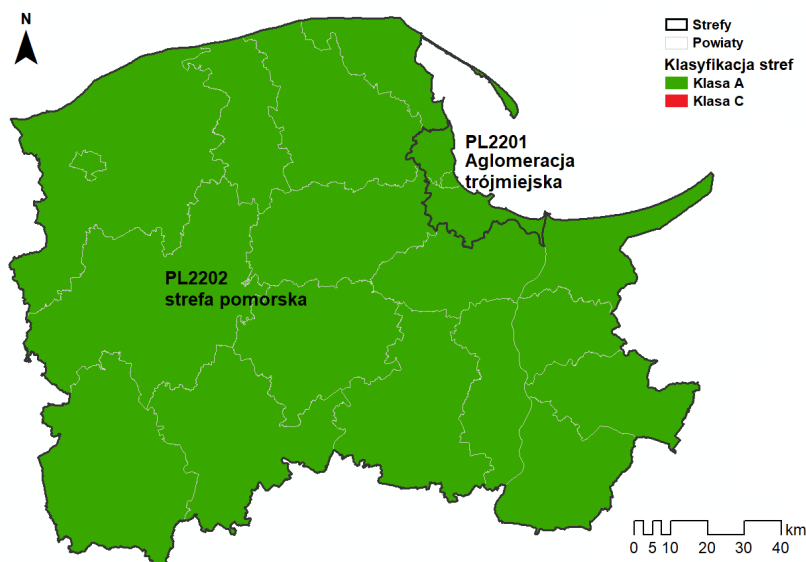 N
Strefy
Powiaty
Klasyfikacja stref
Klasa A
Klasa C
PL2201
Aglomeracja
trójmiejska
PL2202
strefa pomorska
km
0 5 10 20 30 40